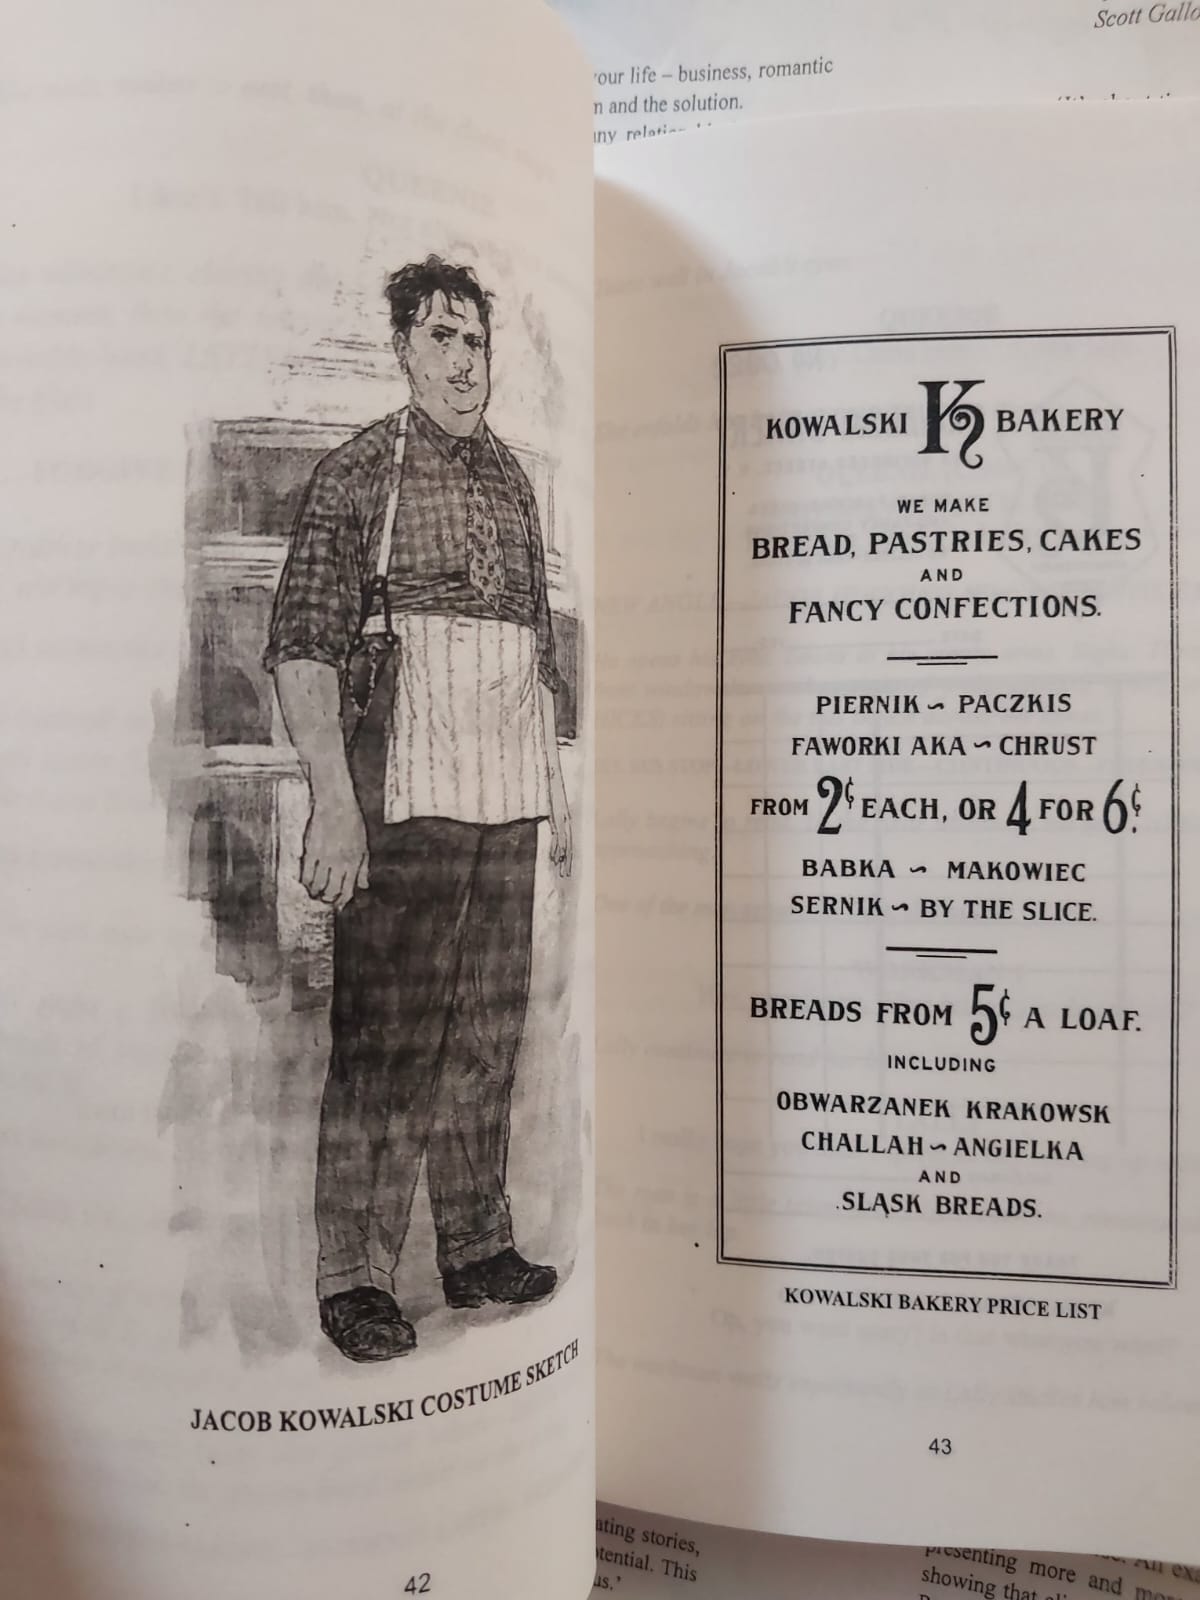 JACOB KOWALSKI COSTUME SKETCH
42
Scott
our life – business, romantic
and the solution.
KOWALSKI K BAKERY
WE MAKE
BREAD, PASTRIES, CAKES
AND
FANCY CONFECTIONS.
PIERNIK ~ PACZKIS
FAWORKI AKA ~ CHRUST
FROM 2¢ EACH, OR 4 FOR 6¢
BABKA ~ MAKOWIEC
SERNIK ~ BY THE SLICE.
BREADS FROM 5¢ A LOAF.
INCLUDING
OBWARZANEK KRAKOWSK
CHALLAH ~ ANGIELKA
AND
SLĄSK BREADS.
KOWALSKI BAKERY PRICE LIST
43
ating stories,
otential. This
us.'
presenting more and
showing that